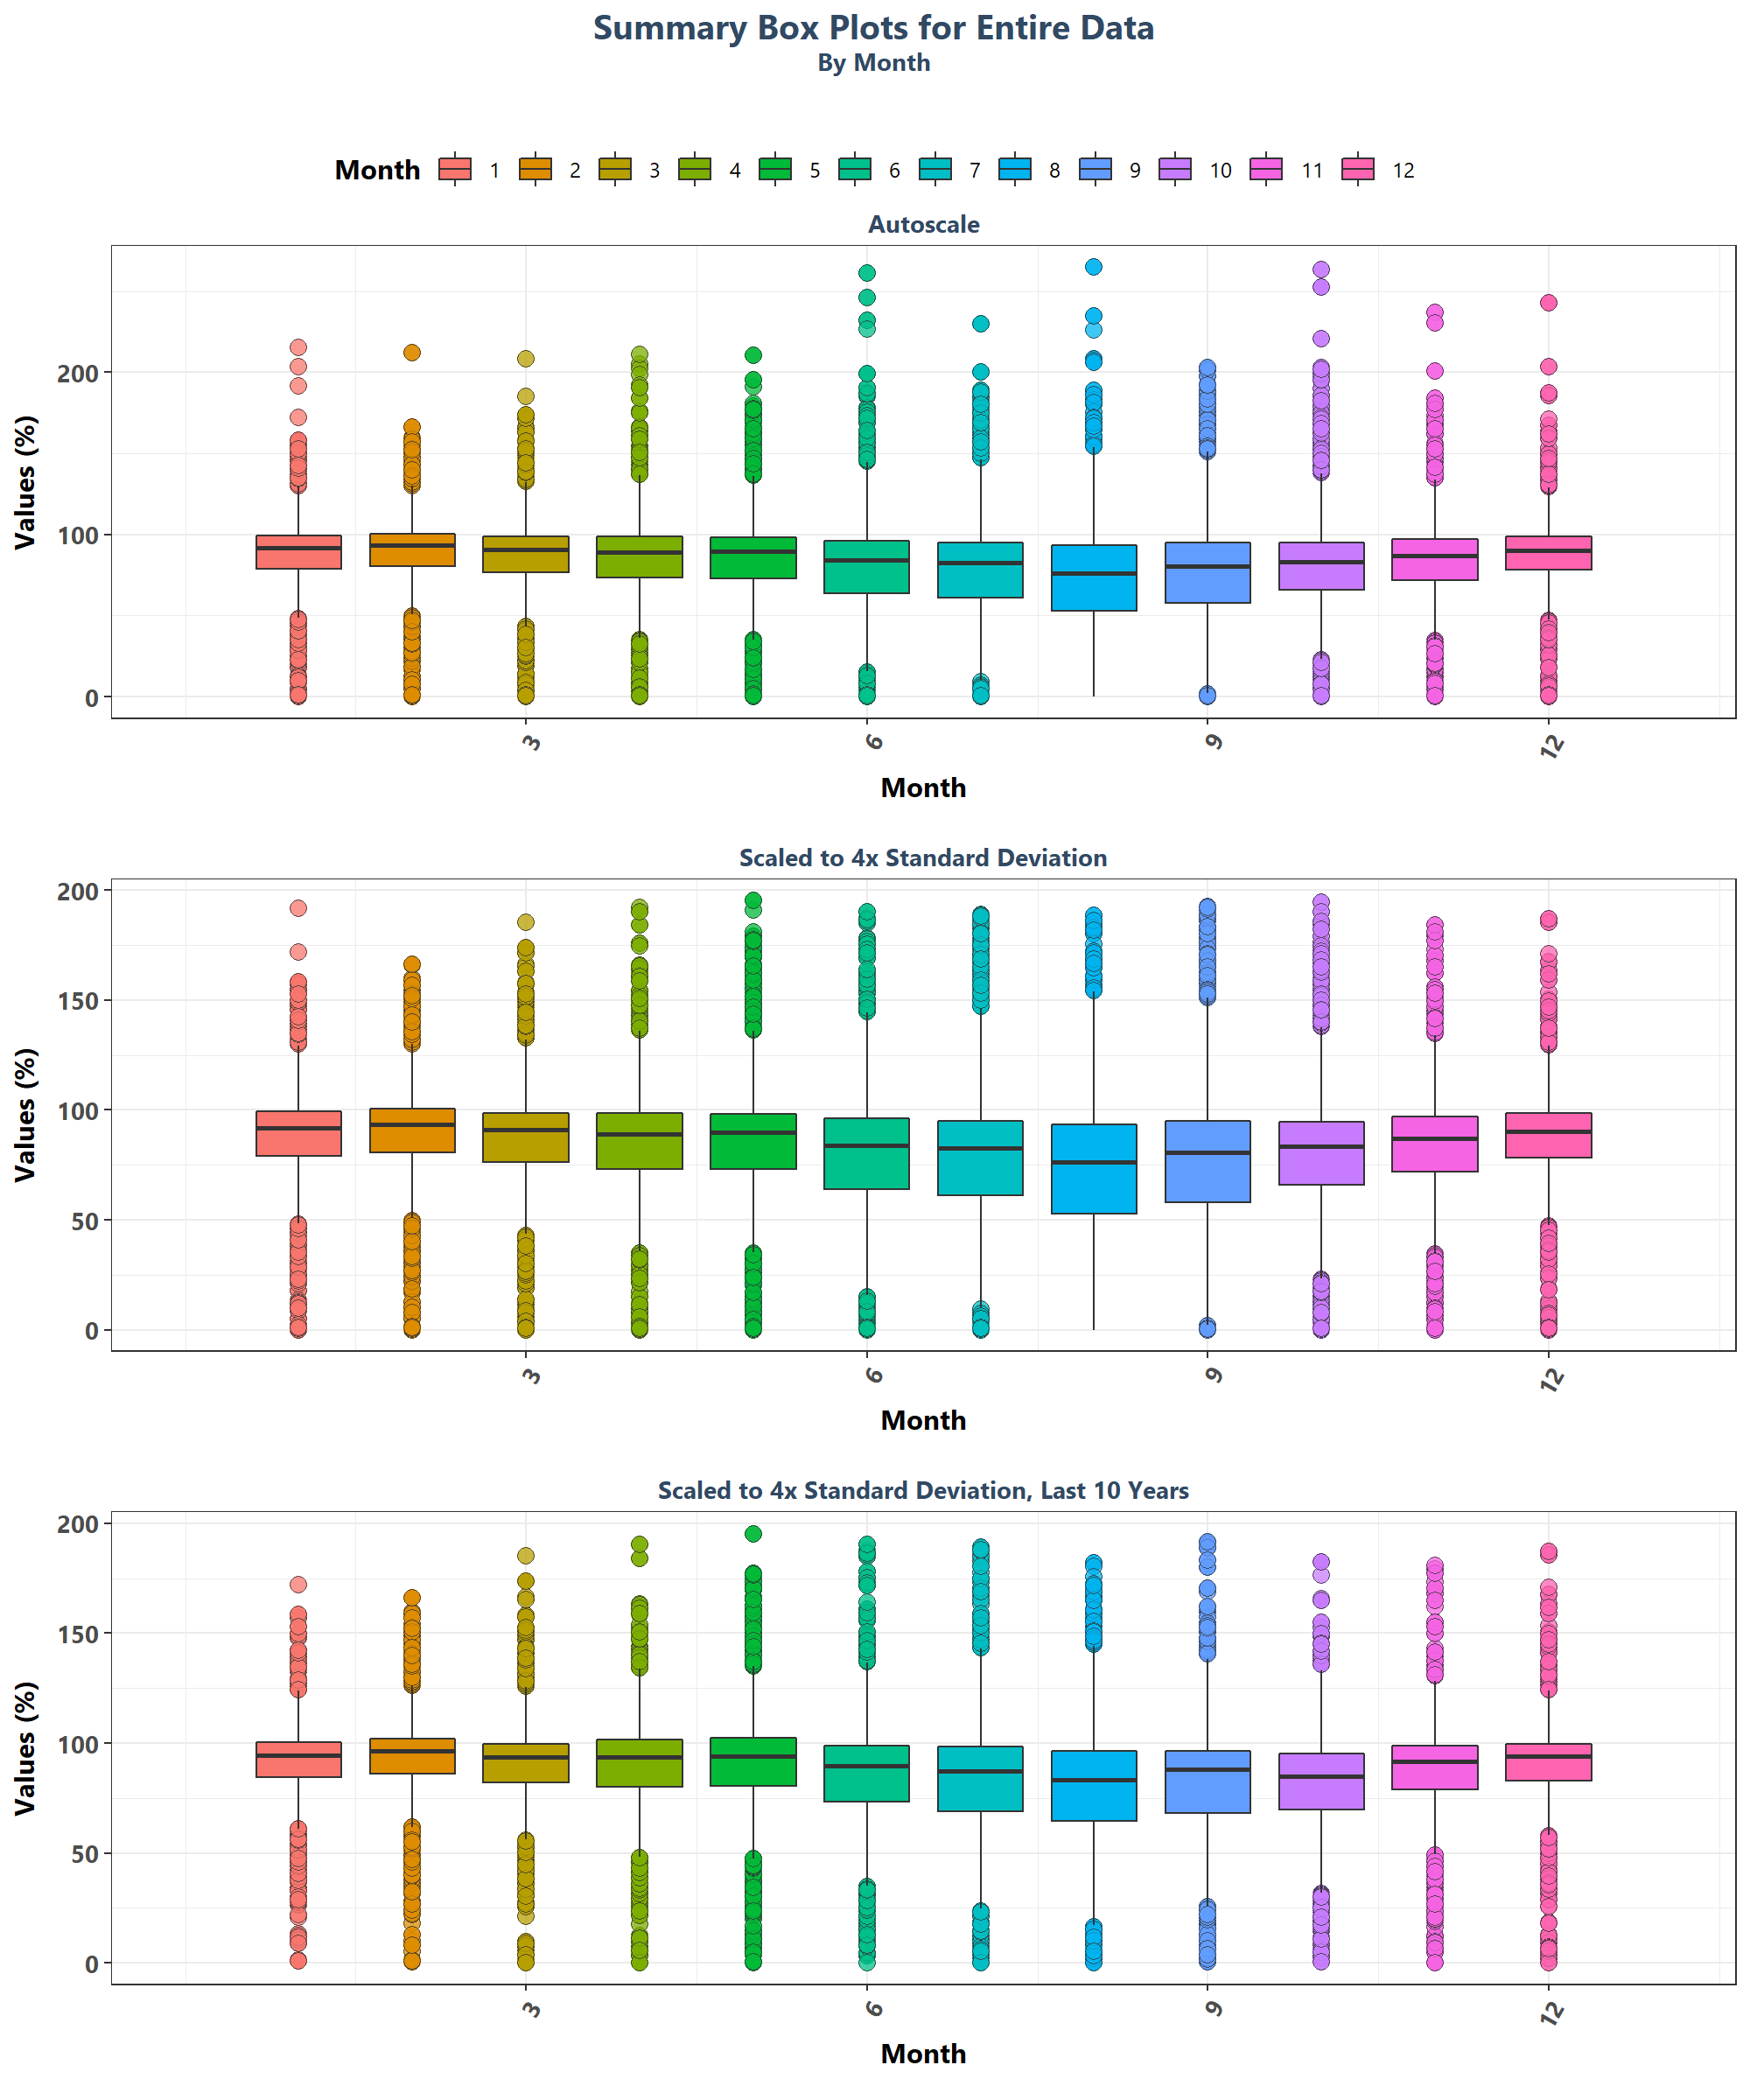 Summary Box Plots for Entire Data
By Month
Month 1 2 3 4 5 6 7 8 9 10 11 12
Autoscale
Values (%)
200
100
0
3 6 9 12
Month
Scaled to 4x Standard Deviation
Values (%)
200
150
100
50
0
3 6 9 12
Month
Scaled to 4x Standard Deviation, Last 10 Years
Values (%)
200
150
100
50
0
3 6 9 12
Month